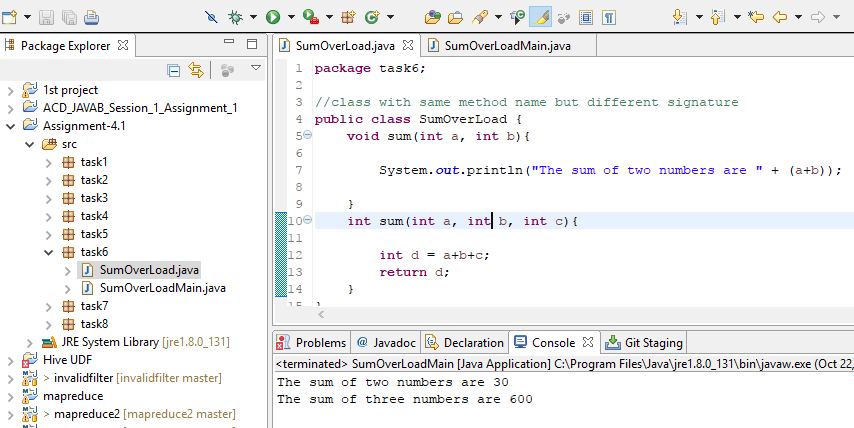 Package Explorer
1st project
ACD_JAVAB_Session_1_Assignment_1
Assignment-4.1
src
task1
task2
task3
task4
task5
task6
SumOverLoad.java
SumOverLoadMain.java
task7
task8
JRE System Library [jre1.8.0_131]
Hive UDF
> invalidfilter [invalidfilter master]
mapreduce
> mapreduce2 [mapreduce2 master]
SumOverLoad.java SumOverLoadMain.java
1 package task6;
2
3 //class with same method name but different signature
4 public class SumOverLoad {
5 void sum(int a, int b){
6
7 System.out.println("The sum of two numbers are " + (a+b));
8
9 }
10 int sum(int a, int b, int c){
11
12 int d = a+b+c;
13 return d;
14 }
15 }
Problems @ Javadoc Declaration Console Git Staging
<terminated> SumOverLoadMain [Java Application] C:\Program Files\Java\jre1.8.0_131\bin\javaw.exe (Oct 22,
The sum of two numbers are 30
The sum of three numbers are 600